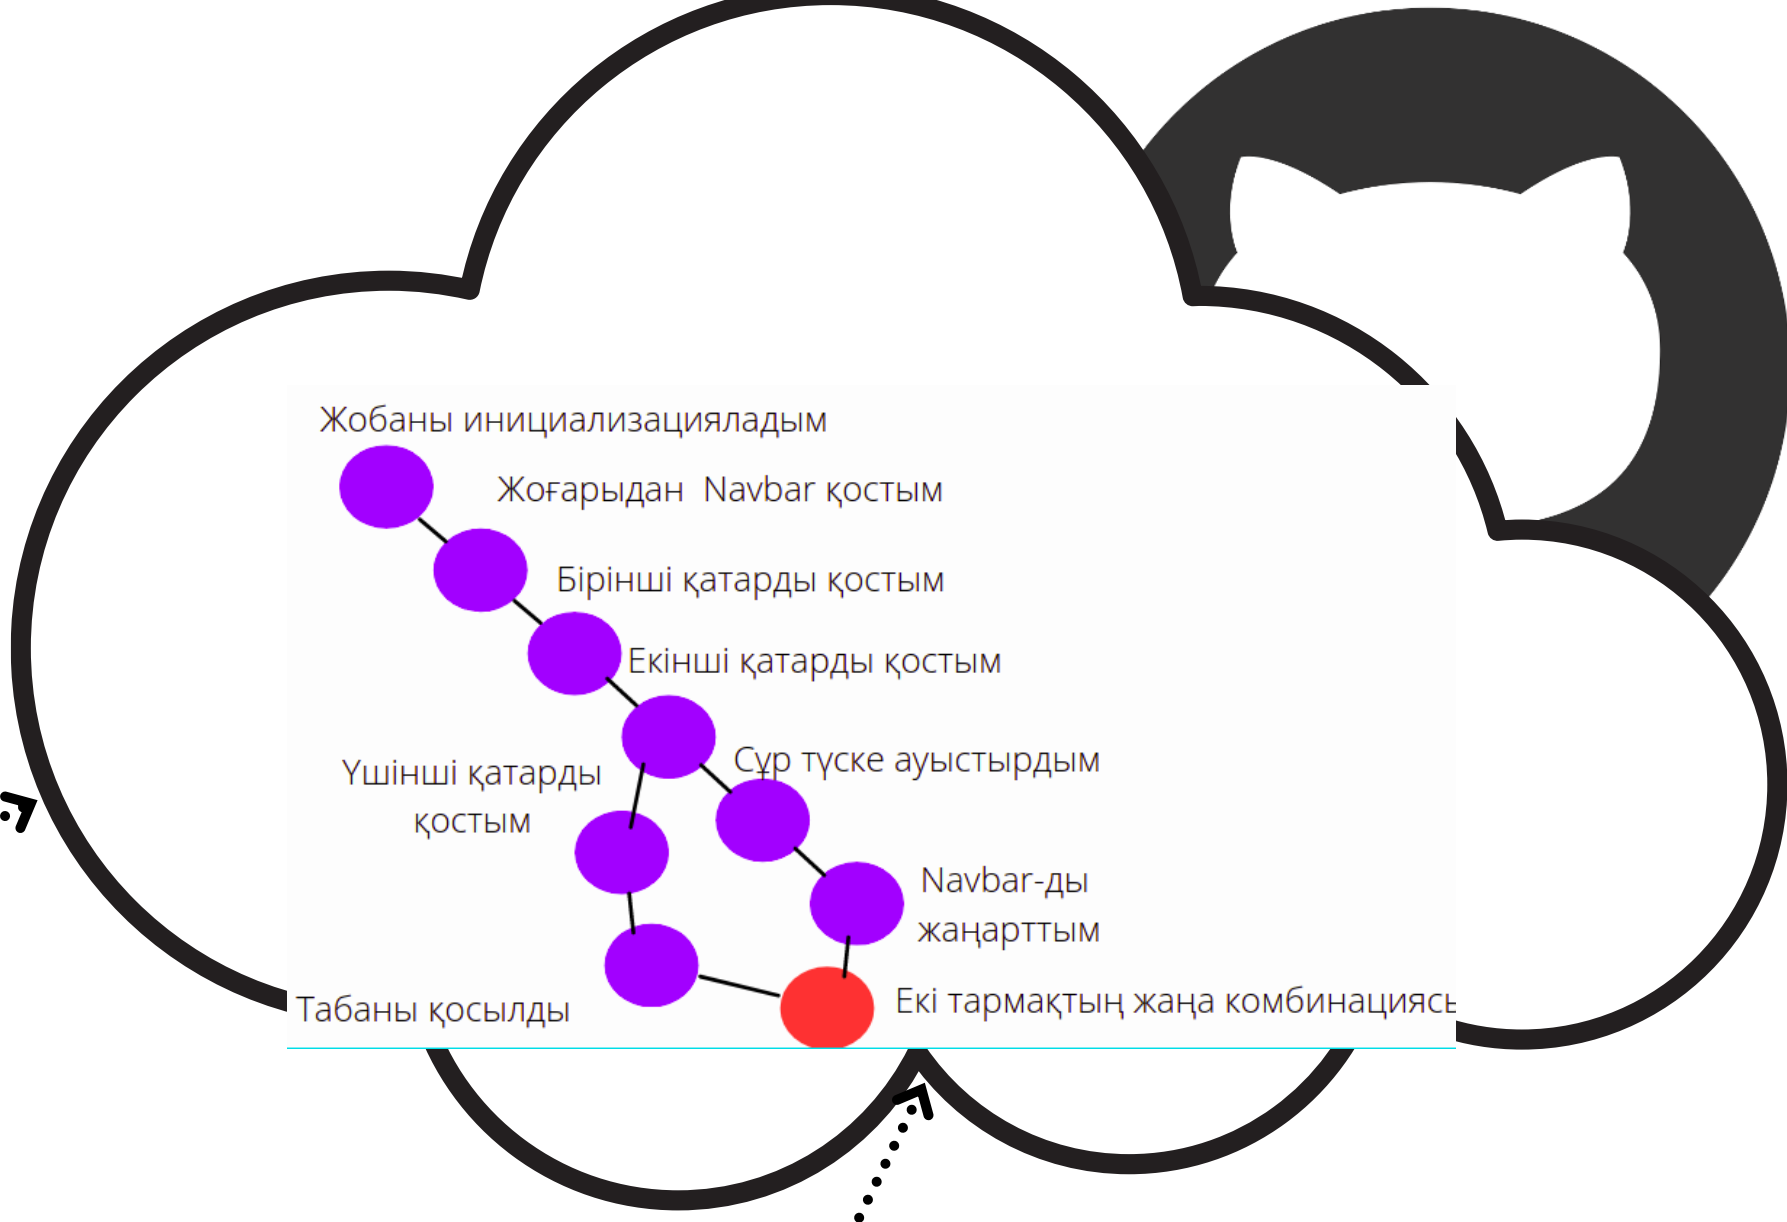 Жобаны инициализацияладым
Жоғарыдан Navbar қостым
Бірінші қатарды қостым
Екінші қатарды қостым
Сұр түске ауыстырдым
Үшінші қатарды
қостым
Navbar-ды
жаңарттым
Екі тармақтың жаңа
Табаны қосылды